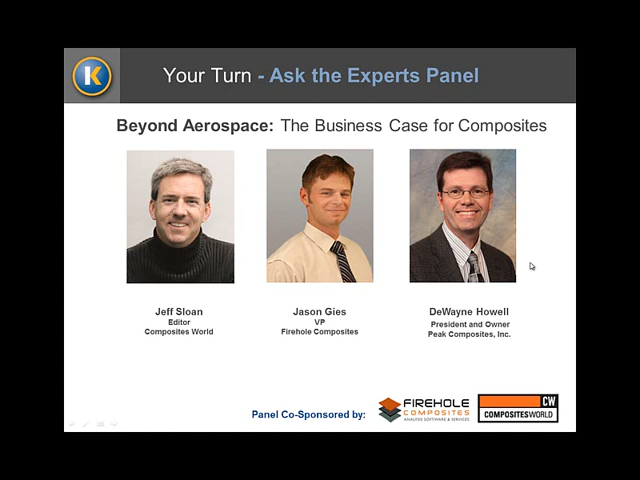 K
Your Turn - Ask the Experts Panel
Beyond Aerospace: The Business Case for Composites
Jeff Sloan
Editor
Composites World
Jason Gies
VP
Firehole Composites
DeWayne Howell
President and Owner
Peak Composites, Inc.
Panel Co-Sponsored by:
FIREHOLE
COMPOSITES
ANALYSIS SOFTWARE & SERVICES
CW
COMPOSITESWORLD